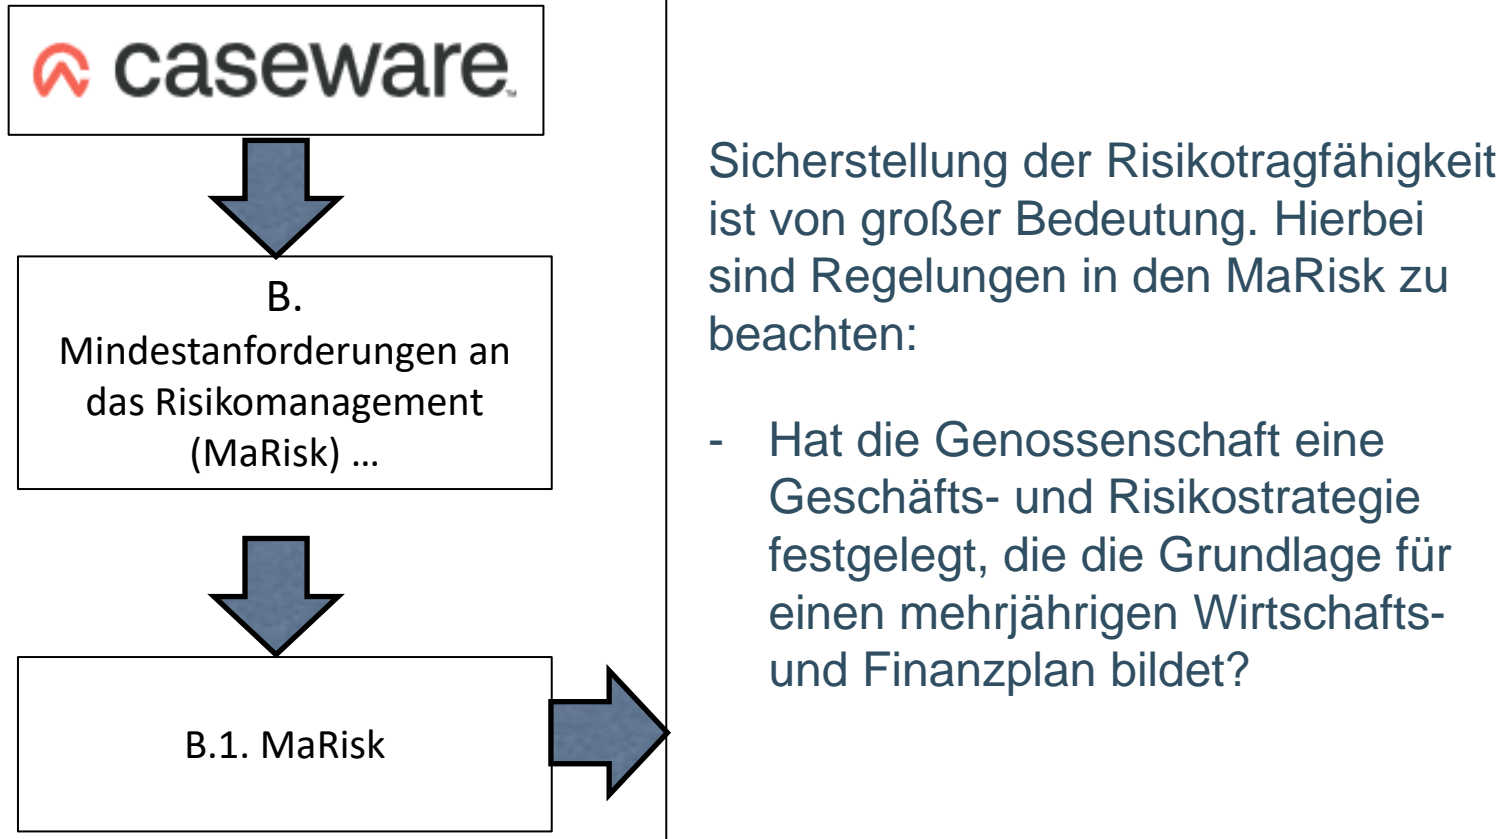 caseware™
B.
Mindestanforderungen an
das Risikomanagement
(MaRisk) …
B.1. MaRisk
Sicherstellung der Risikotragfähigkeit
ist von großer Bedeutung. Hierbei
sind Regelungen in den MaRisk zu
beachten:
- Hat die Genossenschaft eine
Geschäfts- und Risikostrategie
festgelegt, die die Grundlage für
einen mehrjährigen Wirtschafts-
und Finanzplan bildet?